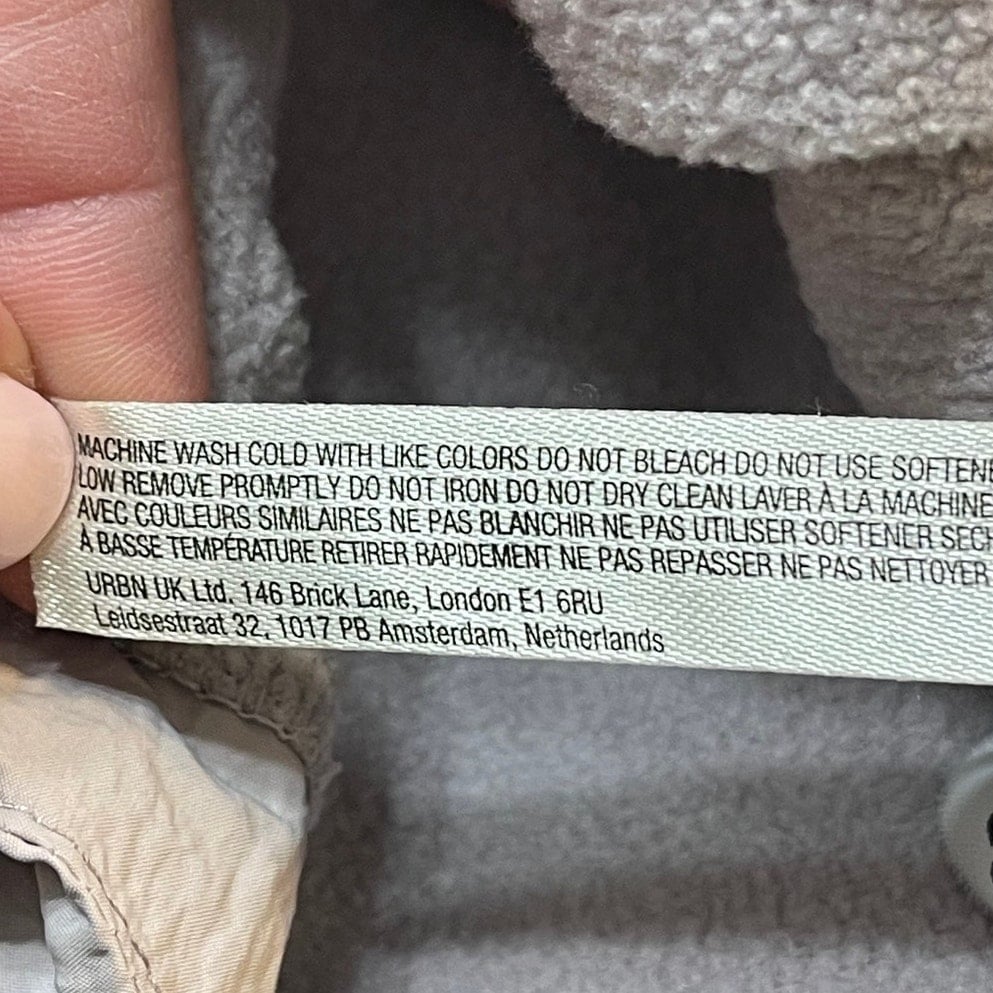 MACHINE WASH COLD WITH LIKE COLORS DO NOT BLEACH DO NOT USE SOFTENE
LOW REMOVE PROMPTLY DO NOT IRON DO NOT DRY CLEAN LAVER À LA MACHINE
AVEC COULEURS SIMILAIRES NE PAS BLANCHIR NE PAS UTILISER SOFTENER SECH
À BASSE TEMPÉRATURE RETIRER RAPIDEMENT NE PAS REPASSER NE PAS NETTOYER
URBN UK Ltd. 146 Brick Lane, London E1 6RU
Leidsestraat 32, 1017 PB Amsterdam, Netherlands